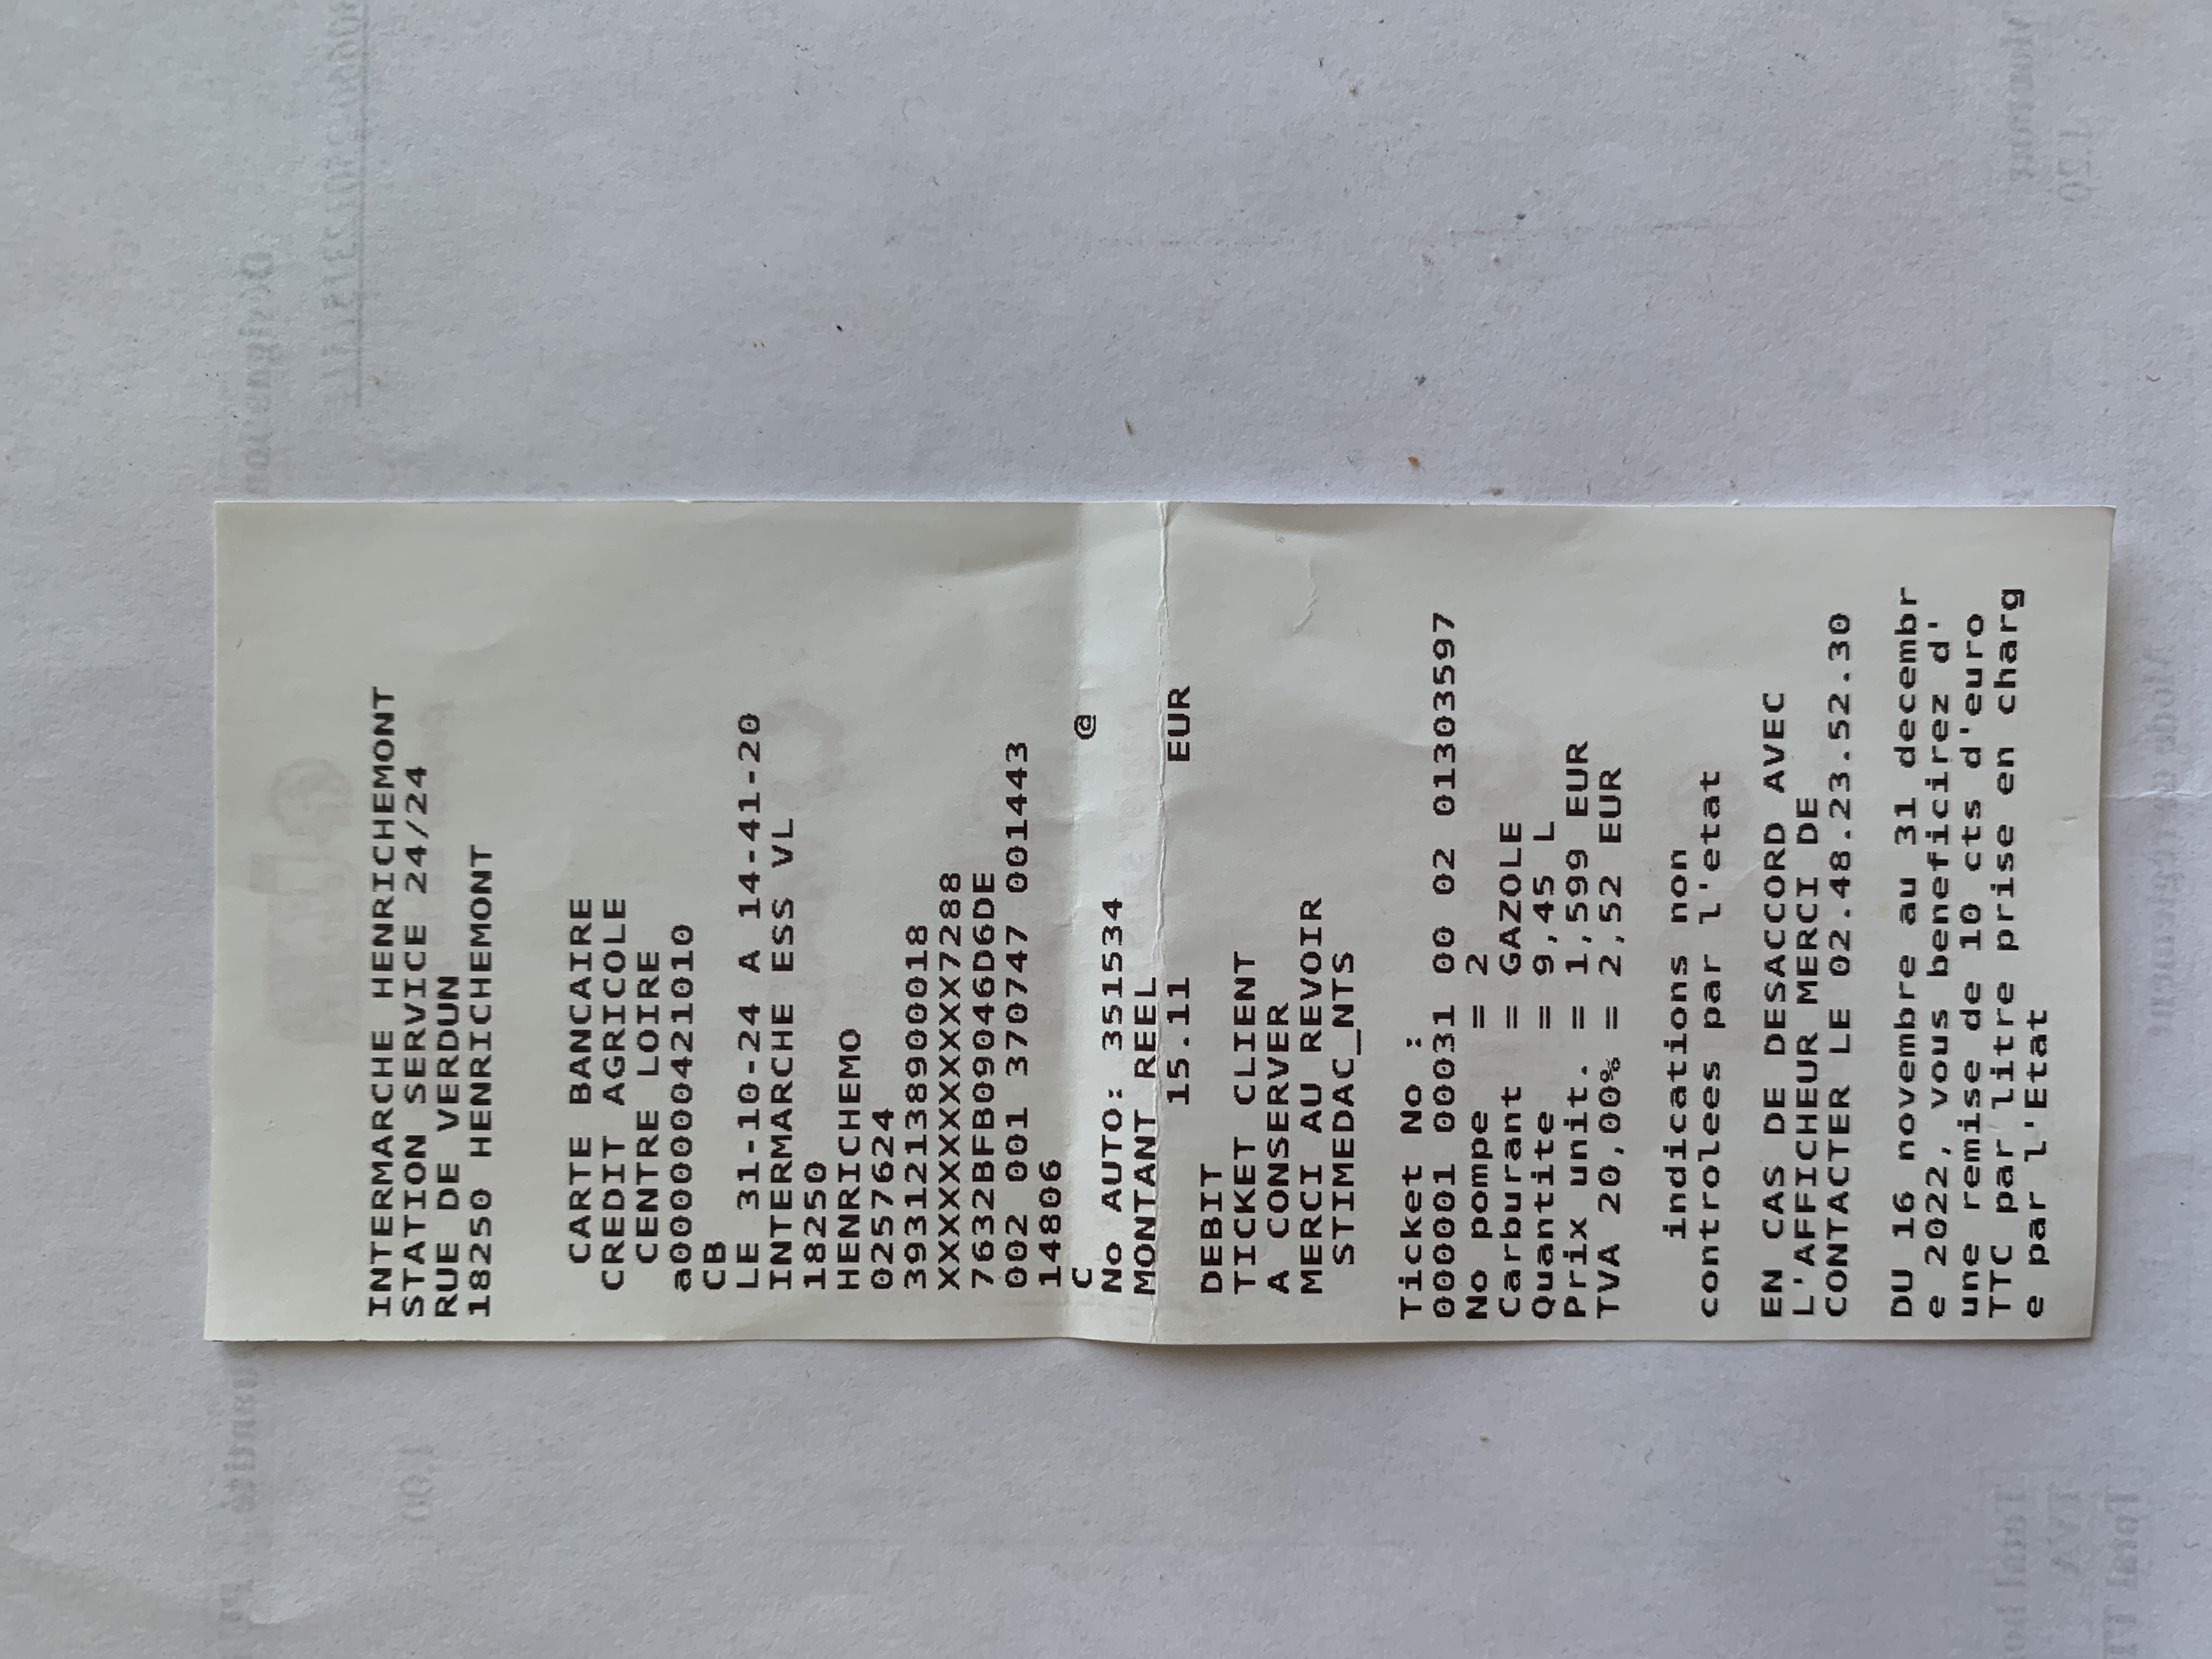 INTERMARCHE HENRICHEMONT
STATION SERVICE 24/24
RUE DE VERDUN
18250 HENRICHEMONT
CARTE BANCAIRE
CREDIT AGRICOLE
CENTRE LOIRE
a0000000421010
CB
LE 31-10-24 A 14-41-20
INTERMARCHE ESS VL
18250
HENRICHEMO
0257624
39312138900018
XXXXXXXXXXXX7288
7632BFB09046D6DE
002 001 370747 001443
14806
C @
No AUTO: 351534
MONTANT REEL
15.11 EUR
DEBIT
TICKET CLIENT
A CONSERVER
MERCI AU REVOIR
STIMEDAC_NTS
Ticket No :
000001 00031 00 02 01303597
No pompe = 2
Carburant = GAZOLE
Quantite = 9,45 L
Prix unit. = 1,599 EUR
TVA 20,00% = 2,52 EUR
indications non
controlees par l'etat
EN CAS DE DESACCORD AVEC
L'AFFICHEUR MERCI DE
CONTACTER LE 02.48.23.52.30
DU 16 novembre au 31 decembr
e 2022, vous beneficirez d'
une remise de 10 cts d'euro
TTC par litre prise en charg
e par l'Etat